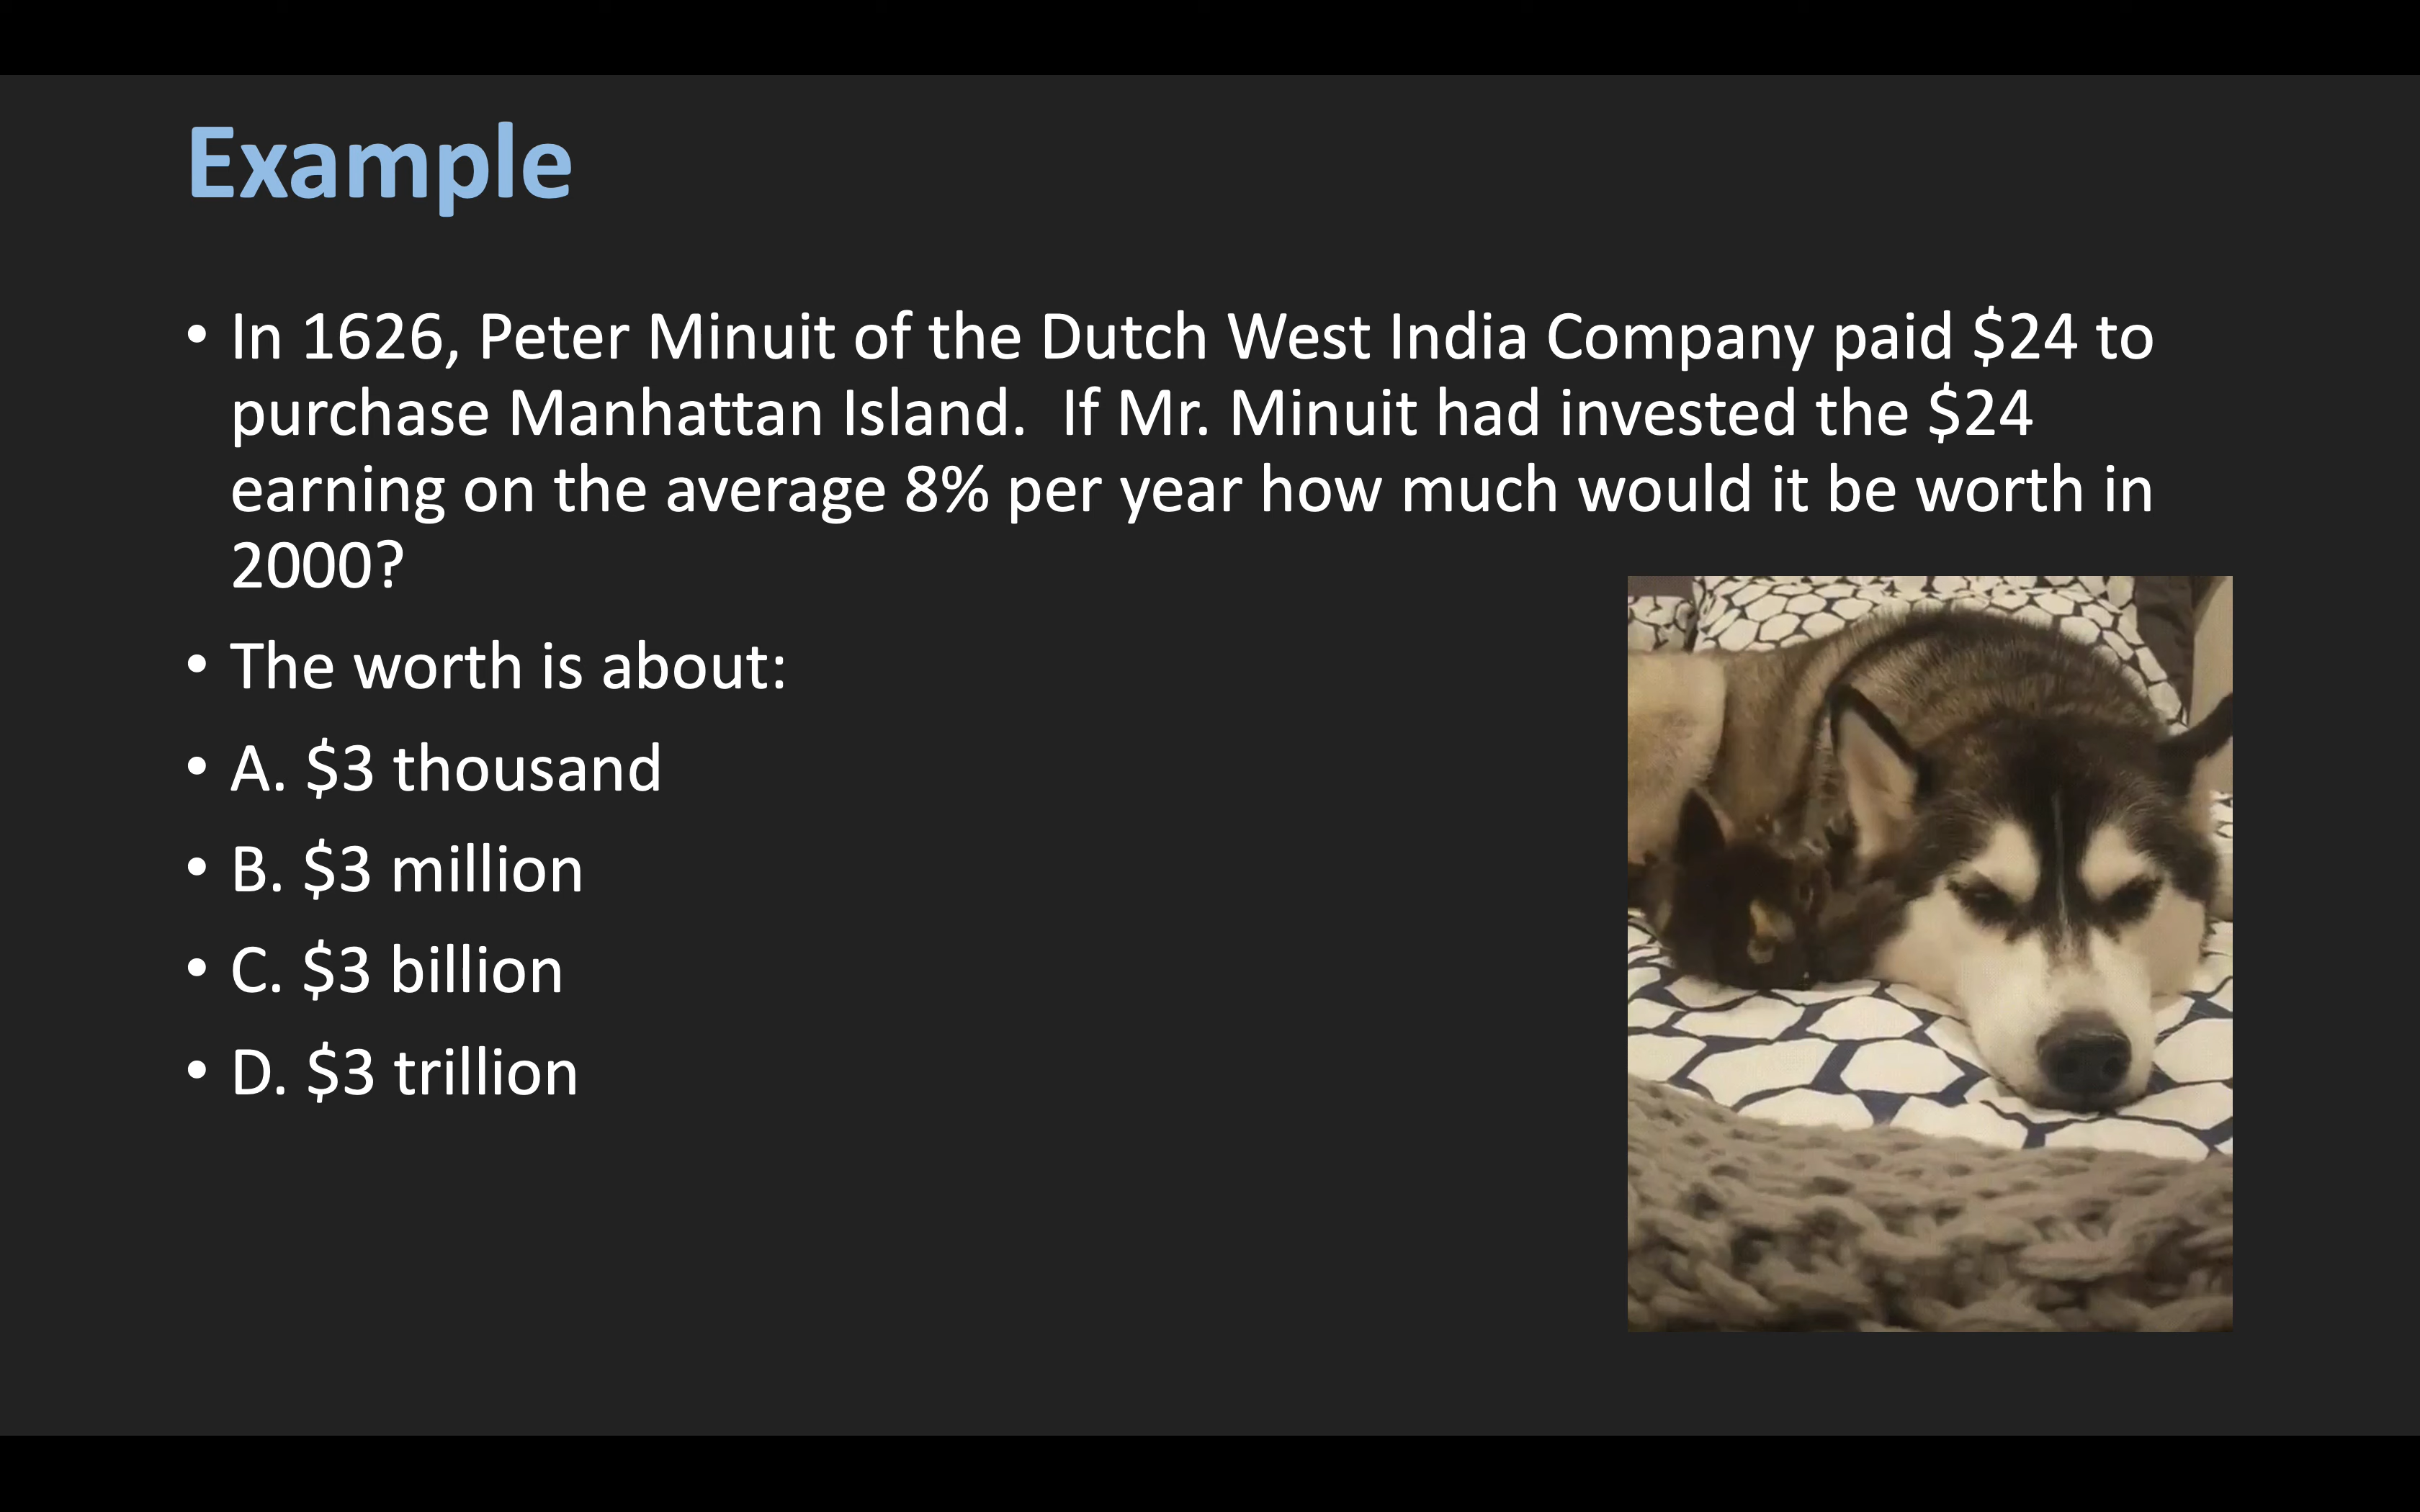 Example
• In 1626, Peter Minuit of the Dutch West India Company paid $24 to
purchase Manhattan Island.  If Mr. Minuit had invested the $24
earning on the average 8% per year how much would it be worth in
2000?
• The worth is about:
• A. $3 thousand
• B. $3 million
• C. $3 billion
• D. $3 trillion